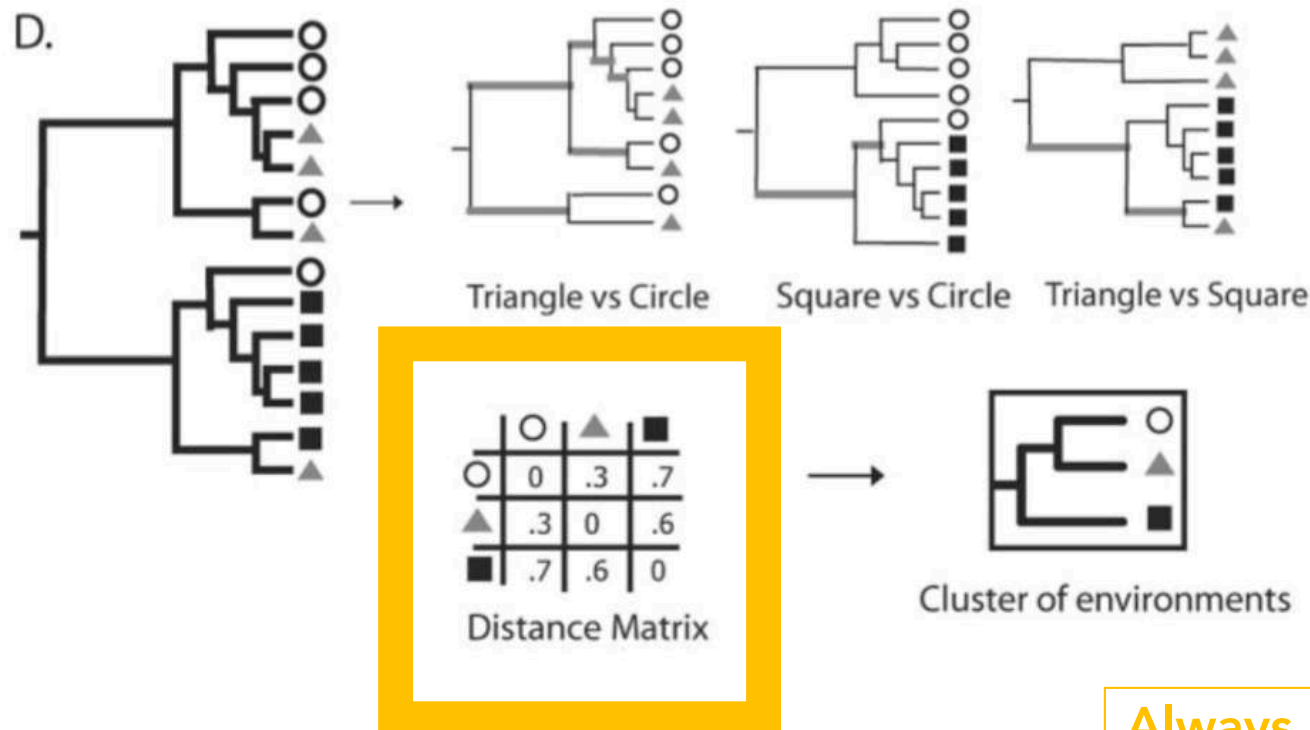 D.
Triangle vs Circle
Square vs Circle
Triangle vs Square
0 .3 .7
.3 0 .6
.7 .6 0
Distance Matrix
Cluster of environments
Always